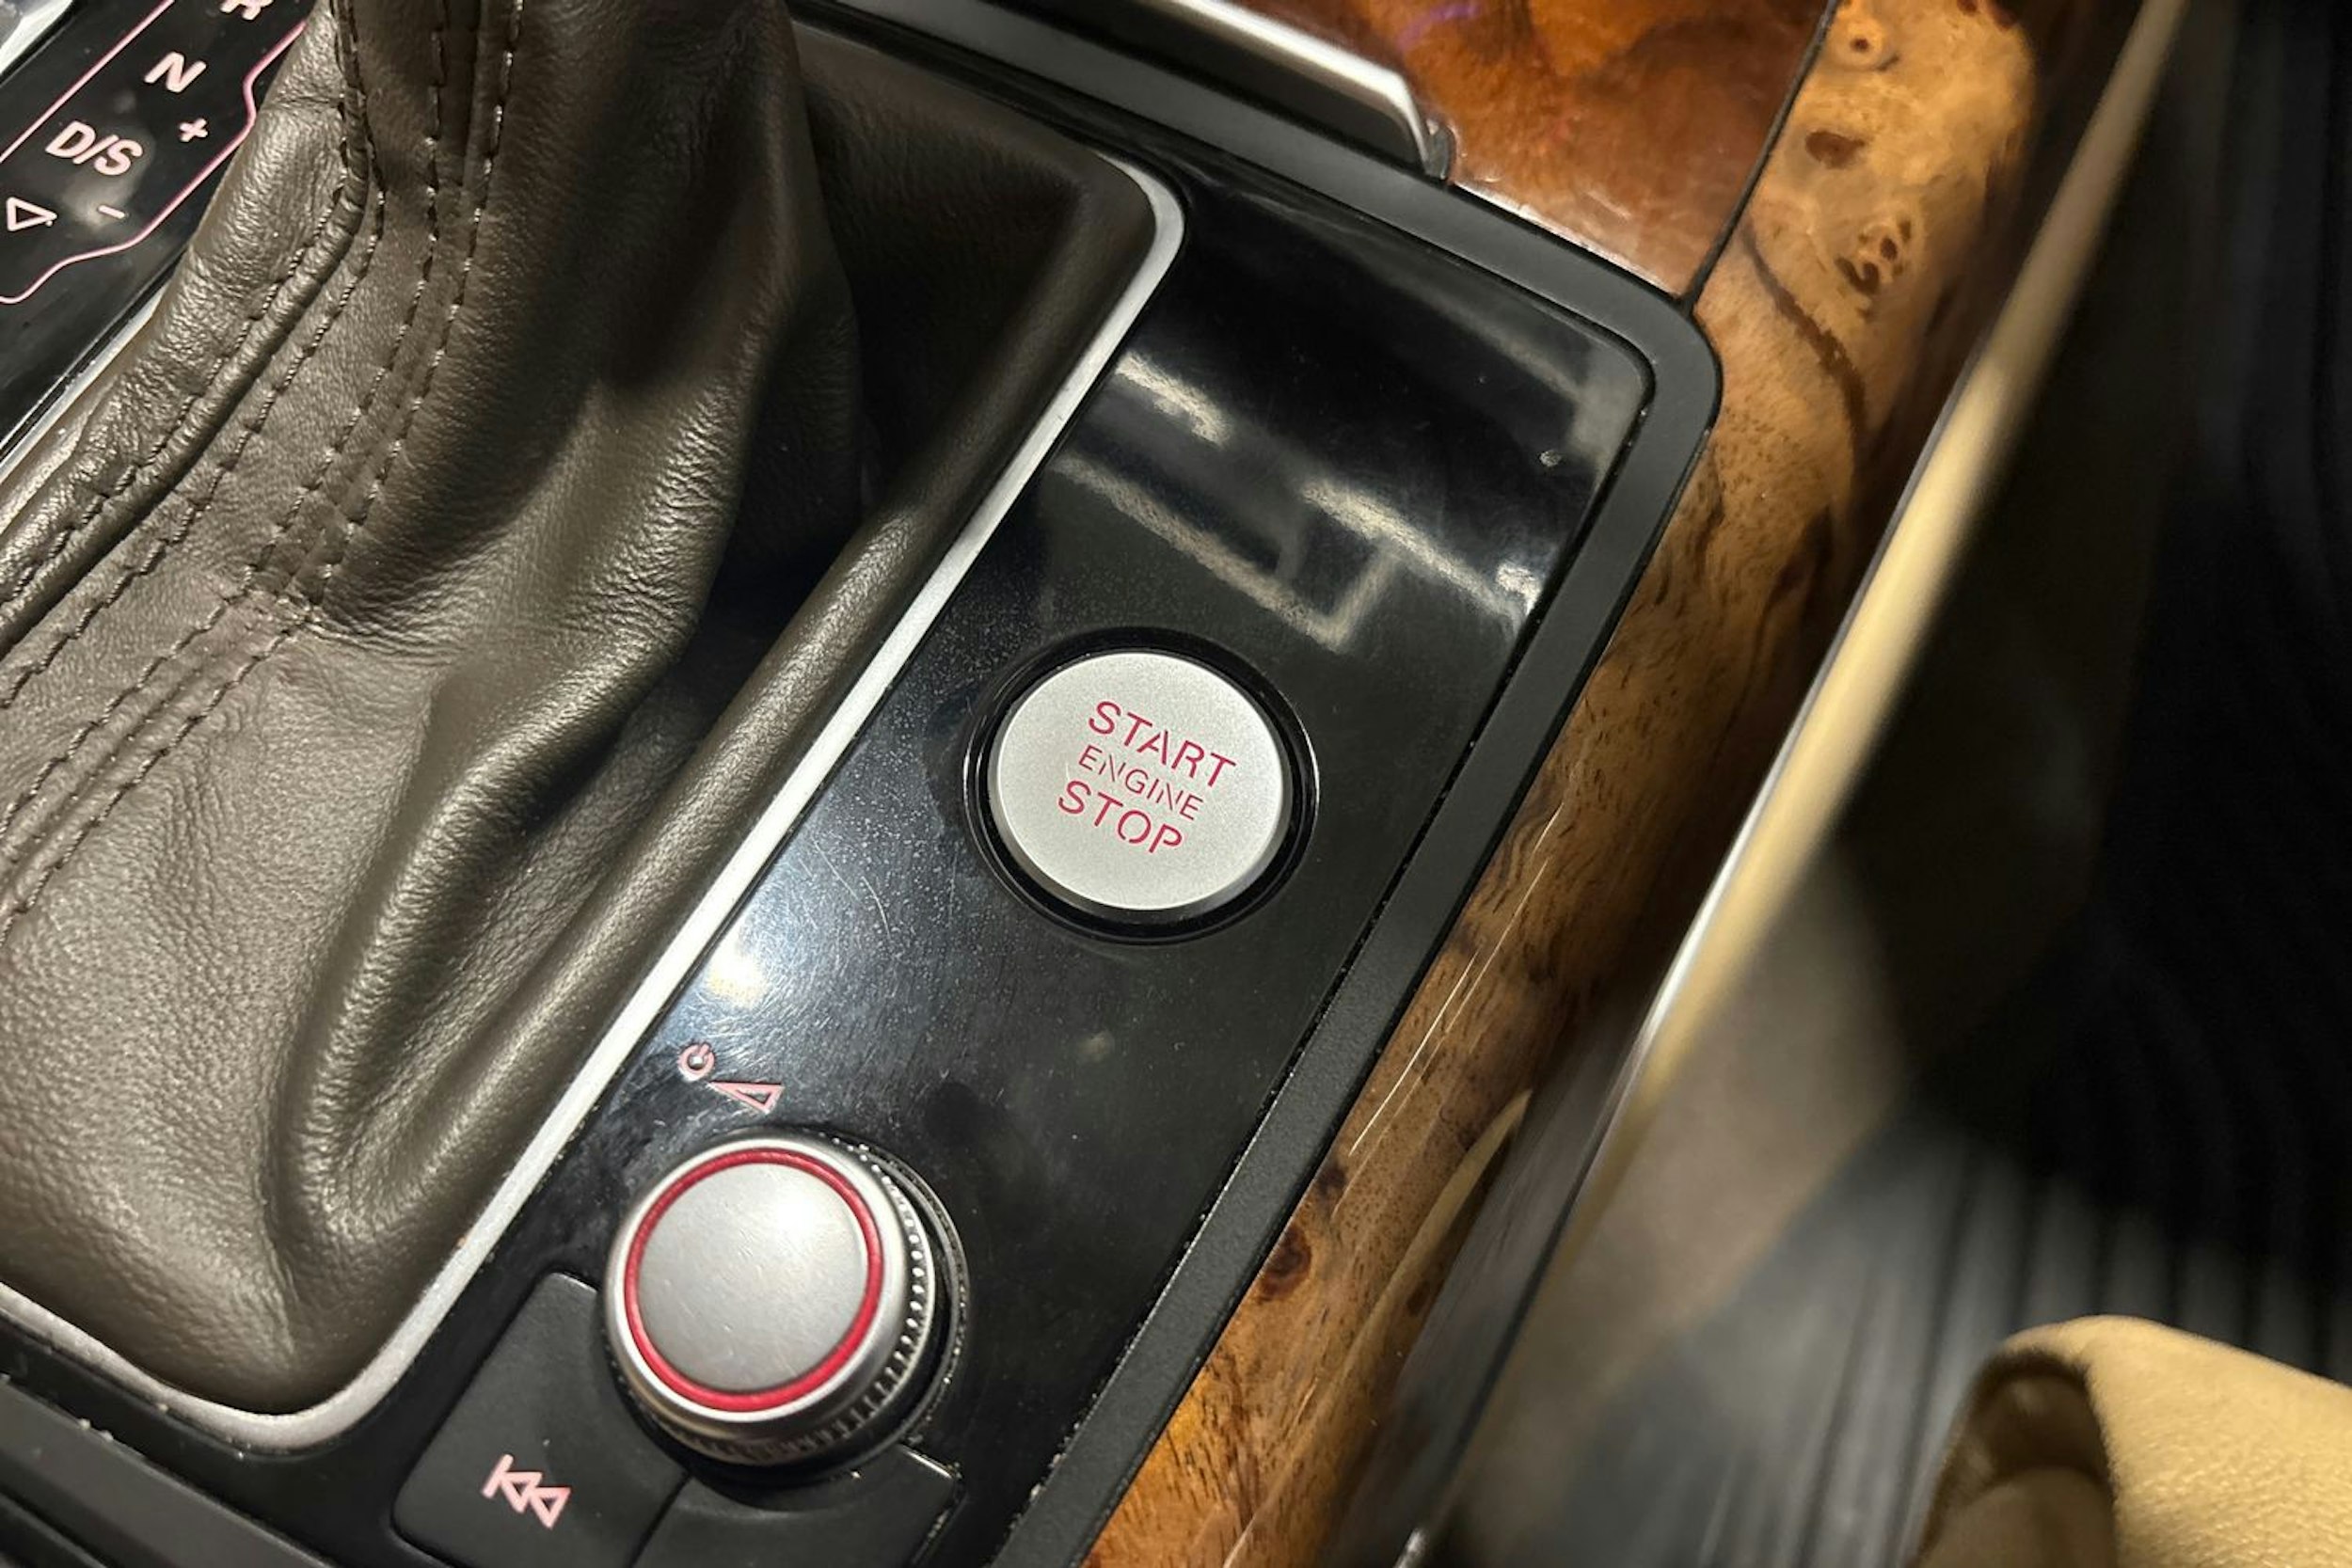 R
N
+
D/S
-
START
ENGINE
STOP